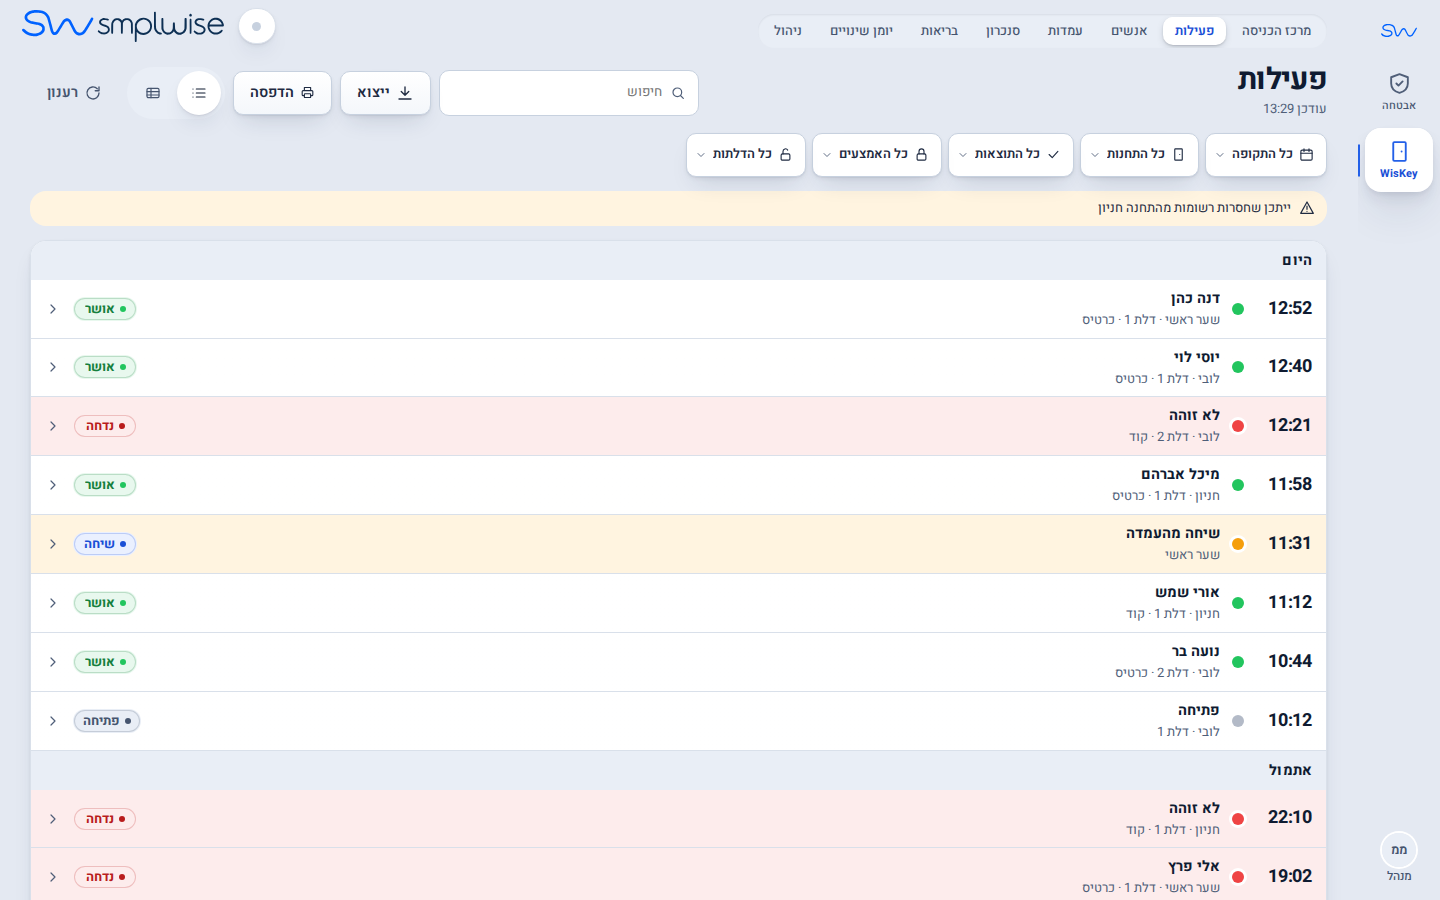 smplwise
מרכז הכניסה פעילות אנשים עמדות סנכרון בריאות יומן שינויים ניהול
אבטחה
WisKey
פעילות
עודכן 13:29
חיפוש
הדפסה
ייצוא
רענון
כל התקופה כל התחנות כל התוצאות כל האמצעים כל הדלתות
ייתכן שחסרות רשומות מהתחנה חניון
היום
12:52 דנה כהן אושר
שער ראשי · דלת 1 · כרטיס
12:40 יוסי לוי אושר
לובי · דלת 1 · כרטיס
12:21 לא זוהה נדחה
לובי · דלת 2 · קוד
11:58 מיכל אברהם אושר
חניון · דלת 1 · כרטיס
11:31 שיחה מהעמדה שיחה
שער ראשי
11:12 אורי שמש אושר
חניון · דלת 1 · קוד
10:44 נועה בר אושר
לובי · דלת 2 · כרטיס
10:12 פתיחה פתיחה
לובי · דלת 1
אתמול
22:10 לא זוהה נדחה
חניון · דלת 1 · קוד
19:02 אלי פרץ נדחה
שער ראשי · דלת 1 · כרטיס
ממ
מנהל